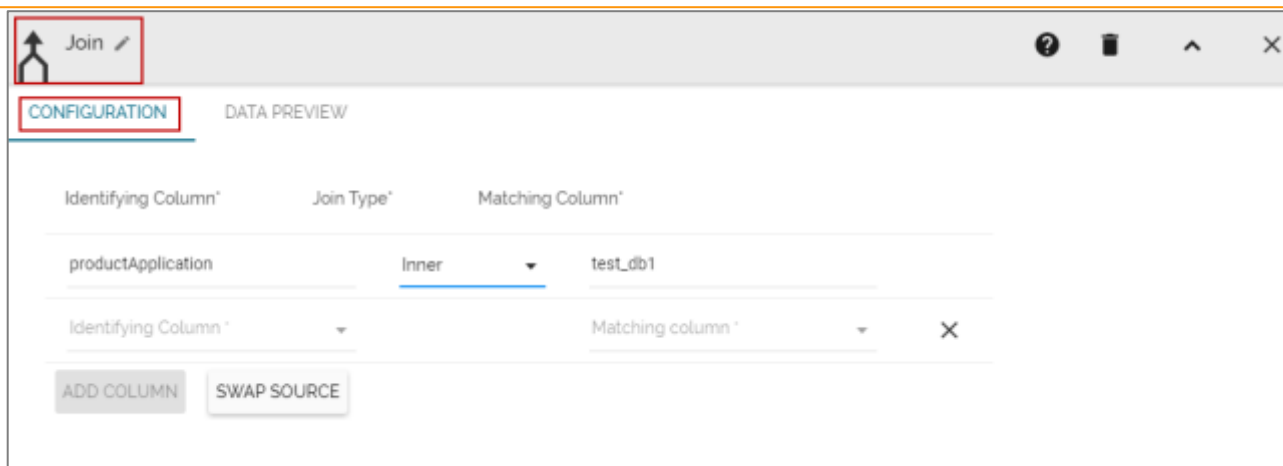 Join
CONFIGURATION DATA PREVIEW
Identifying Column* Join Type* Matching Column*
productApplication Inner test_db1
Identifying Column * Matching column *
ADD COLUMN SWAP SOURCE